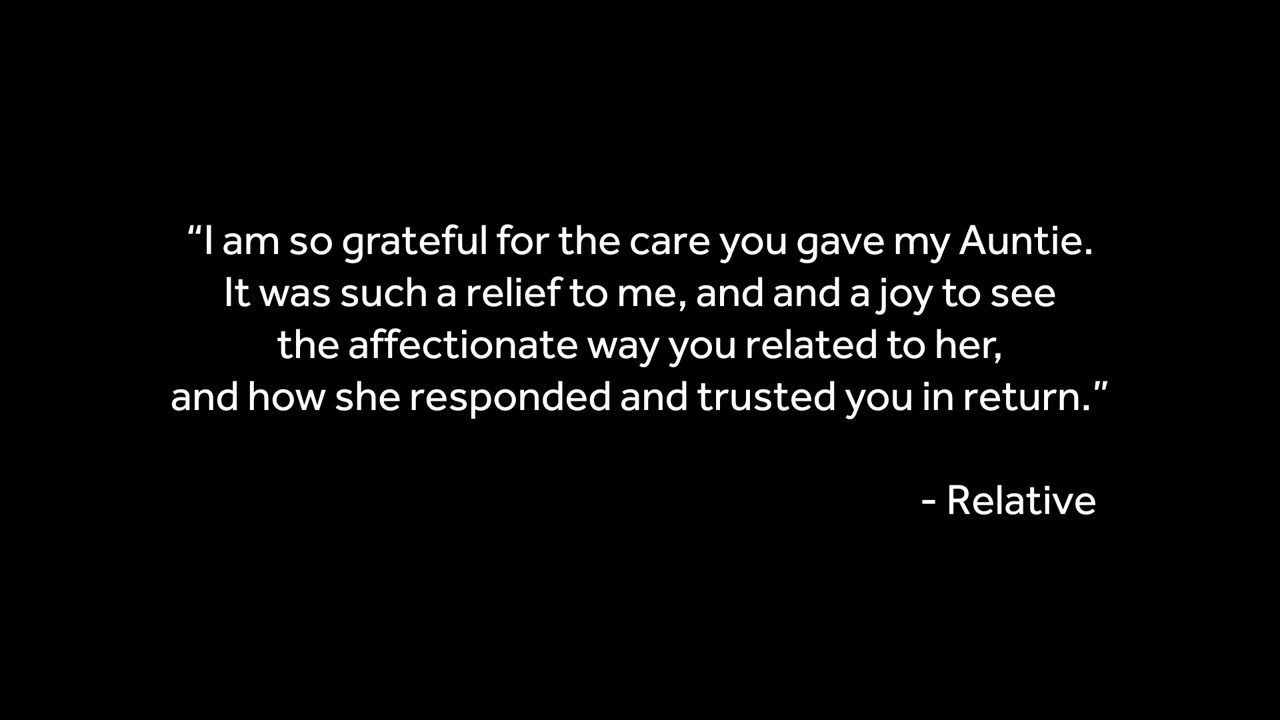 “I am so grateful for the care you gave my Auntie.
It was such a relief to me, and and a joy to see
the affectionate way you related to her,
and how she responded and trusted you in return.”
- Relative